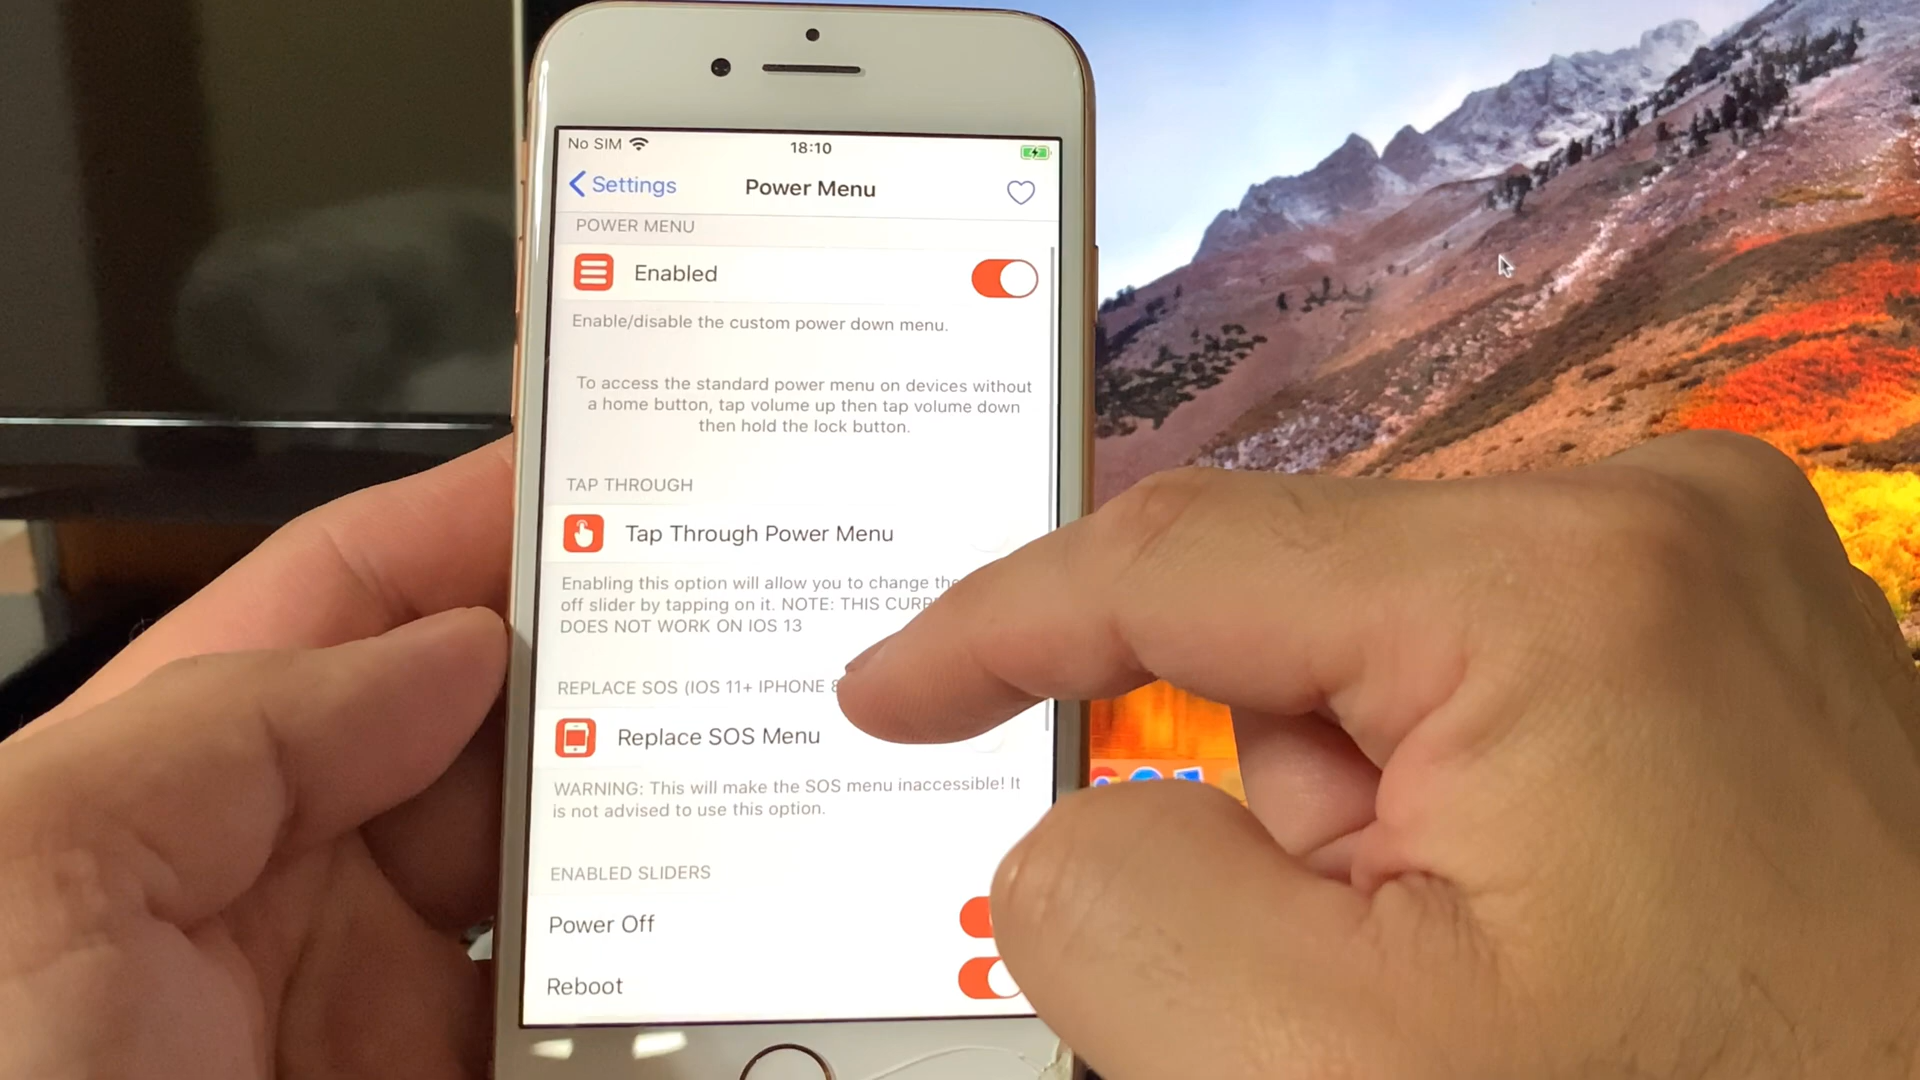 No SIM 18:10
Settings Power Menu
POWER MENU
Enabled
Enable/disable the custom power down menu.
To access the standard power menu on devices without
a home button, tap volume up then tap volume down
then hold the lock button.
TAP THROUGH
Tap Through Power Menu
Enabling this option will allow you to change the
off slider by tapping on it. NOTE: THIS
DOES NOT WORK ON IOS 13
REPLACE SOS (IOS 11+ IPHONE 8
Replace SOS Menu
WARNING: This will make the SOS menu inaccessible! It
is not advised to use this option.
ENABLED SLIDERS
Power Off
Reboot